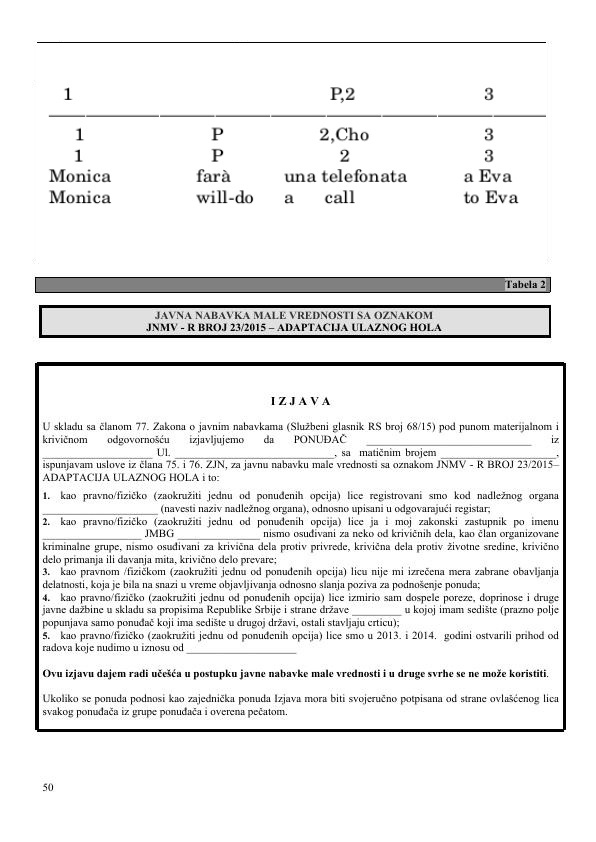 1 P,2 3
1 P 2,Cho 3
1 P 2 3
Monica farà una telefonata a Eva
Monica will-do a call to Eva
Tabela 2
JAVNA NABAVKA MALE VREDNOSTI SA OZNAKOM
JNMV - R BROJ 23/2015 – ADAPTACIJA ULAZNOG HOLA
I Z J A V A
U skladu sa članom 77. Zakona o javnim nabavkama (Službeni glasnik RS broj 68/15) pod punom materijalnom i
krivičnom odgovornošću izjavljujemo da PONUĐAČ ______________________________ iz
____________________ Ul. _____________________________, sa matičnim brojem _____________________,
ispunjavam uslove iz člana 75. i 76. ZJN, za javnu nabavku male vrednosti sa oznakom JNMV - R BROJ 23/2015–
ADAPTACIJA ULAZNOG HOLA i to:
1. kao pravno/fizičko (zaokružiti jednu od ponuđenih opcija) lice registrovani smo kod nadležnog organa
_____________________ (navesti naziv nadležnog organa), odnosno upisani u odgovarajući registar;
2. kao pravno/fizičko (zaokružiti jednu od ponuđenih opcija) lice ja i moj zakonski zastupnik po imenu
__________________ JMBG _______________ nismo osuđivani za neko od krivičnih dela, kao član organizovane
kriminalne grupe, nismo osuđivani za krivična dela protiv privrede, krivična dela protiv životne sredine, krivično
delo primanja ili davanja mita, krivično delo prevare;
3. kao pravnom /fizičkom (zaokružiti jednu od ponuđenih opcija) licu nije mi izrečena mera zabrane obavljanja
delatnosti, koja je bila na snazi u vreme objavljivanja odnosno slanja poziva za podnošenje ponuda;
4. kao pravno/fizičko (zaokružiti jednu od ponuđenih opcija) lice izmirio sam dospele poreze, doprinose i druge
javne dažbine u skladu sa propisima Republike Srbije i strane države _________ u kojoj imam sedište (prazno polje
popunjava samo ponuđač koji ima sedište u drugoj državi, ostali stavljaju crticu);
5. kao pravno/fizičko (zaokružiti jednu od ponuđenih opcija) lice smo u 2013. i 2014. godini ostvarili prihod od
radova koje nudimo u iznosu od ____________________
Ovu izjavu dajem radi učešća u postupku javne nabavke male vrednosti i u druge svrhe se ne može koristiti.
Ukoliko se ponuda podnosi kao zajednička ponuda Izjava mora biti svojeručno potpisana od strane ovlašćenog lica
svakog ponuđača iz grupe ponuđača i overena pečatom.
50